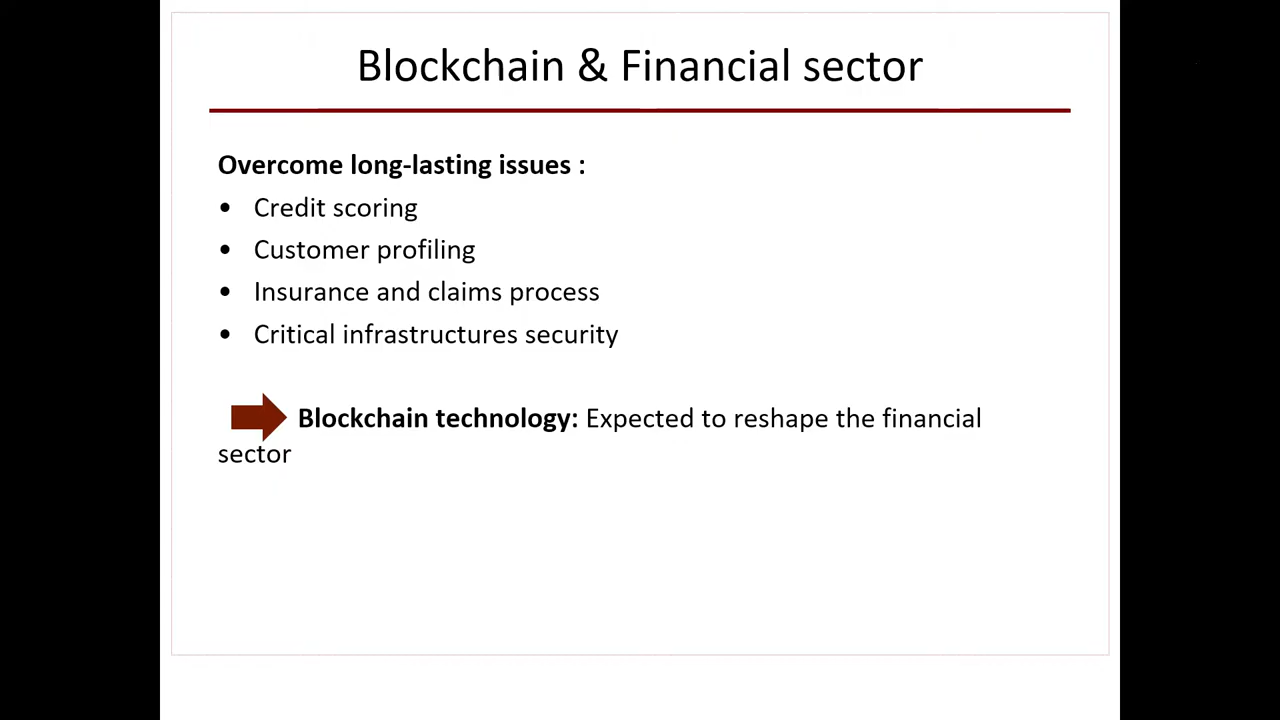 Blockchain & Financial sector
Overcome long-lasting issues :
• Credit scoring
• Customer profiling
• Insurance and claims process
• Critical infrastructures security
Blockchain technology: Expected to reshape the financial
sector